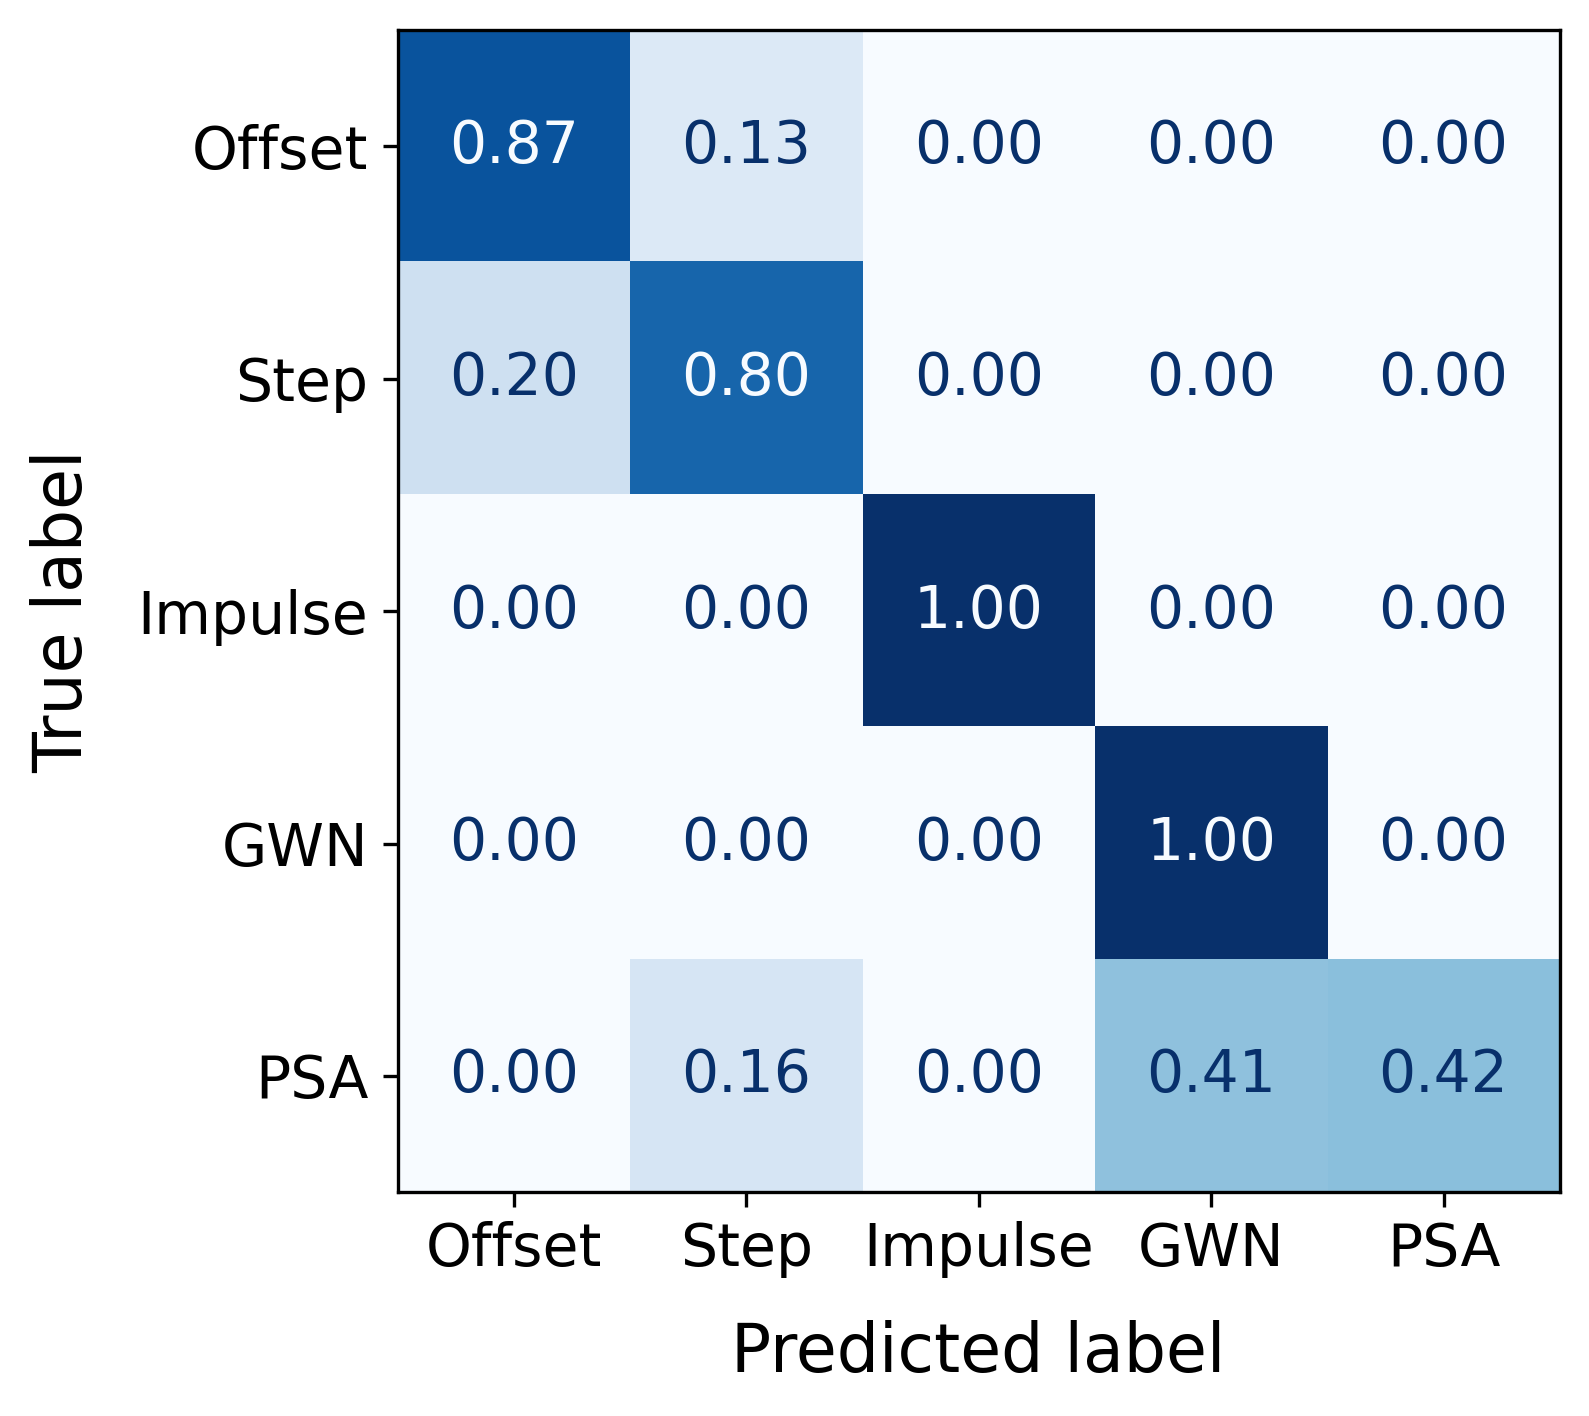 True label
Offset 0.87 0.13 0.00 0.00 0.00
Step 0.20 0.80 0.00 0.00 0.00
Impulse 0.00 0.00 1.00 0.00 0.00
GWN 0.00 0.00 0.00 1.00 0.00
PSA 0.00 0.16 0.00 0.41 0.42
Offset Step Impulse GWN PSA
Predicted label